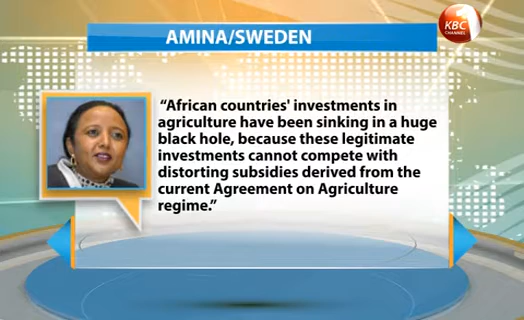 KBC
CHANNEL
1
AMINA/SWEDEN
“African countries' investments in
agriculture have been sinking in a huge
black hole, because these legitimate
investments cannot compete with
distorting subsidies derived from the
current Agreement on Agriculture
regime.”